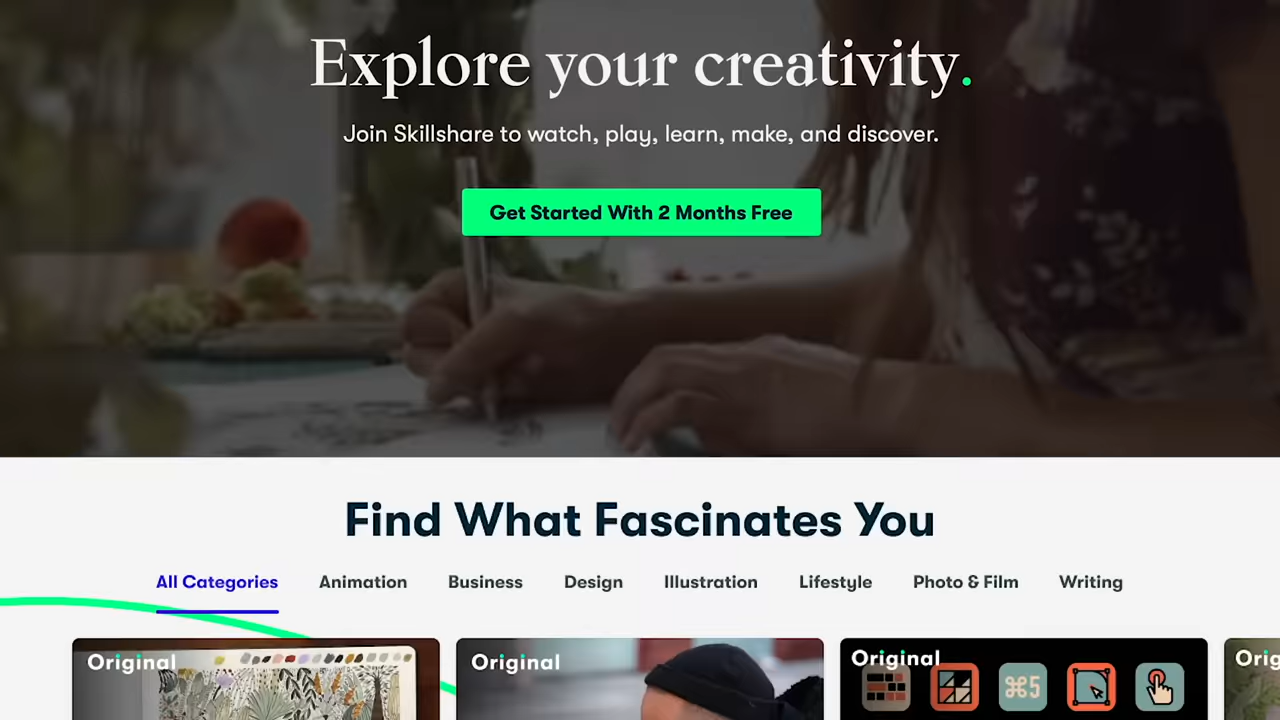 Explore your creativity.
Join Skillshare to watch, play, learn, make, and discover.
Get Started With 2 Months Free
Find What Fascinates You
All Categories Animation Business Design Illustration Lifestyle Photo & Film Writing
Original Original Original Orig
⌘5